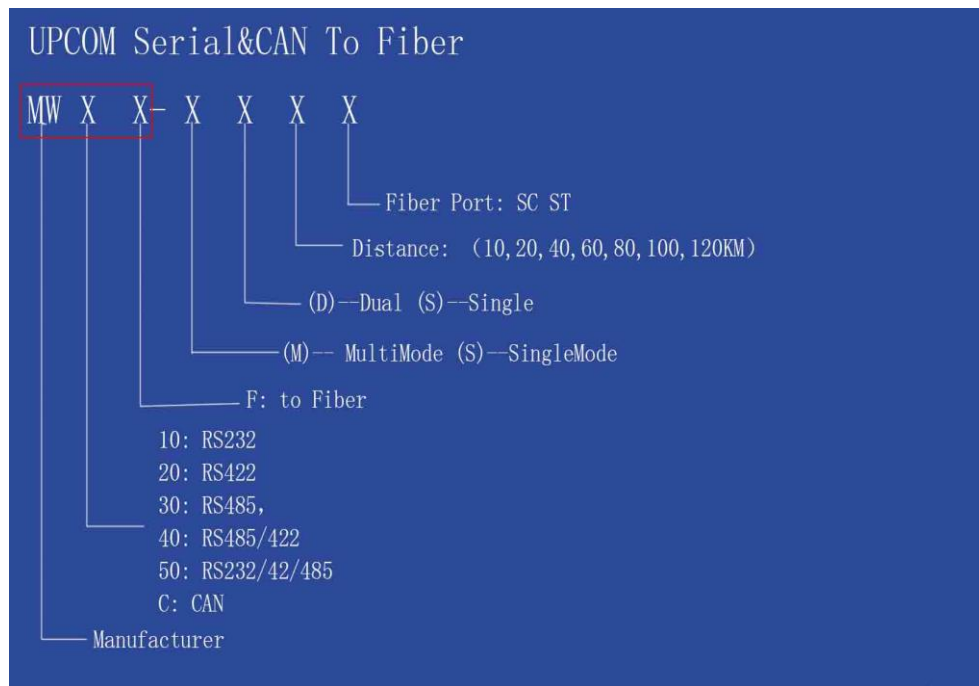 UPCOM Serial&CAN To Fiber
MW X X- X X X X
Fiber Port: SC ST
Distance: （10,20,40,60,80,100,120KM）
(D)--Dual (S)--Single
(M)-- MultiMode (S)--SingleMode
F: to Fiber
10: RS232
20: RS422
30: RS485,
40: RS485/422
50: RS232/42/485
C: CAN
Manufacturer